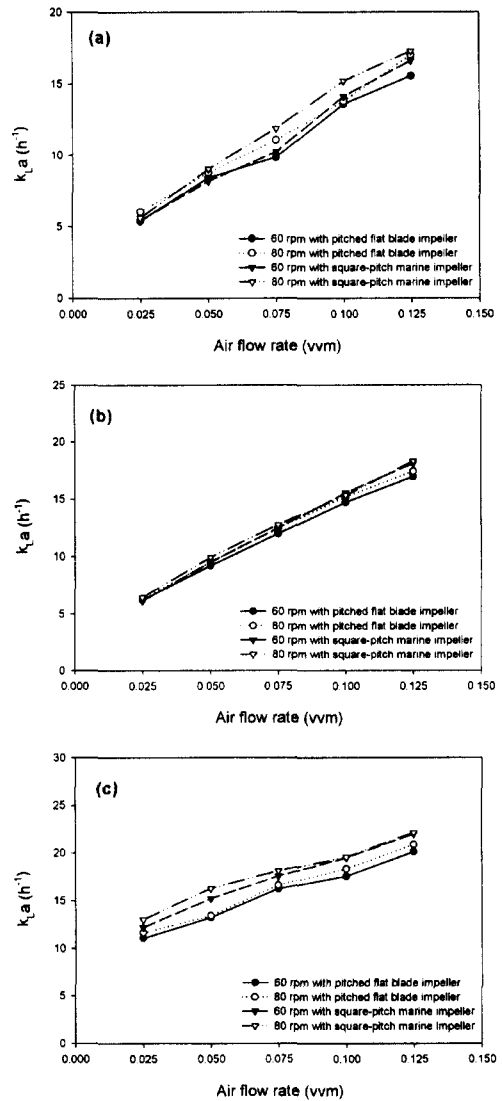 (a)
20
15
10
5
0
kLa (h-1)
60 rpm with pitched flat blade impeller
80 rpm with pitched flat blade impeller
60 rpm with square-pitch marine impeller
80 rpm with square-pitch marine impeller
0.000 0.025 0.050 0.075 0.100 0.125 0.150
Air flow rate (vvm)
(b)
25
20
15
10
5
0
kLa (h-1)
60 rpm with pitched flat blade impeller
80 rpm with pitched flat blade impeller
60 rpm with square-pitch marine impeller
80 rpm with square-pitch marine impeller
0.000 0.025 0.050 0.075 0.100 0.125 0.150
Air flow rate (vvm)
(c)
30
25
20
15
10
5
0
kLa (h-1)
60 rpm with pitched flat blade impeller
80 rpm with pitched flat blade impeller
60 rpm with square-pitch marine impeller
80 rpm with square-pitch marine Impeller
0.000 0.025 0.050 0.075 0.100 0.125 0.150
Air flow rate (vvm)